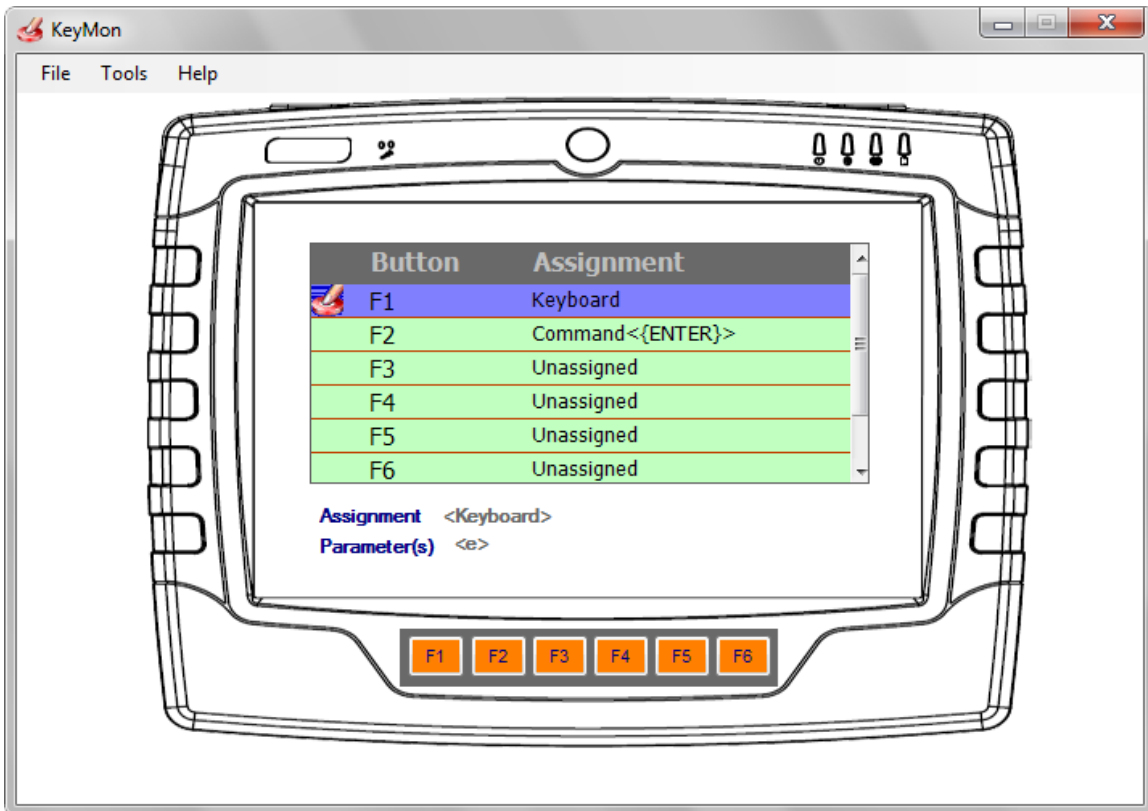 KeyMon
File Tools Help
Button Assignment
F1 Keyboard
F2 Command<{ENTER}>
F3 Unassigned
F4 Unassigned
F5 Unassigned
F6 Unassigned
Assignment <Keyboard>
Parameter(s) <e>
F1 F2 F3 F4 F5 F6